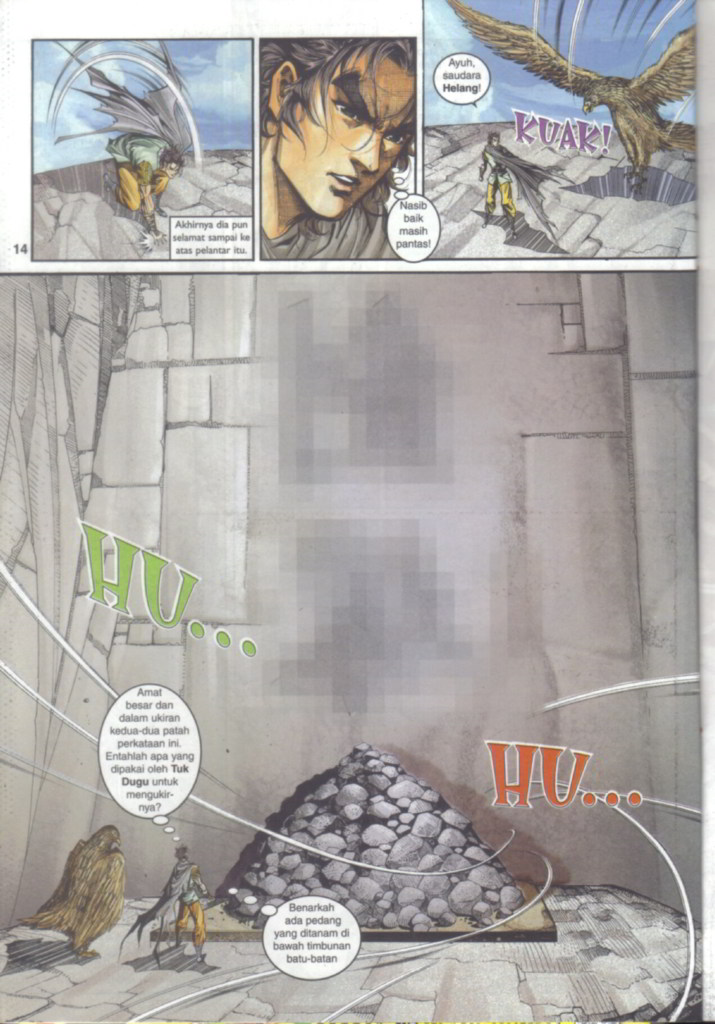 Akhirnya dia pun
selamat sampai ke
atas pelantar itu.
Nasib
baik
masih
pantas!
Ayuh,
saudara
Helang!
KUAK!
14
HU...
Amat
besar dan
dalam ukiran
kedua-dua patah
perkataan ini.
Entahlah apa yang
dipakai oleh Tuk
Dugu untuk
mengukir-
nya?
HU...
Benarkah
ada pedang
yang ditanam di
bawah timbunan
batu-batan